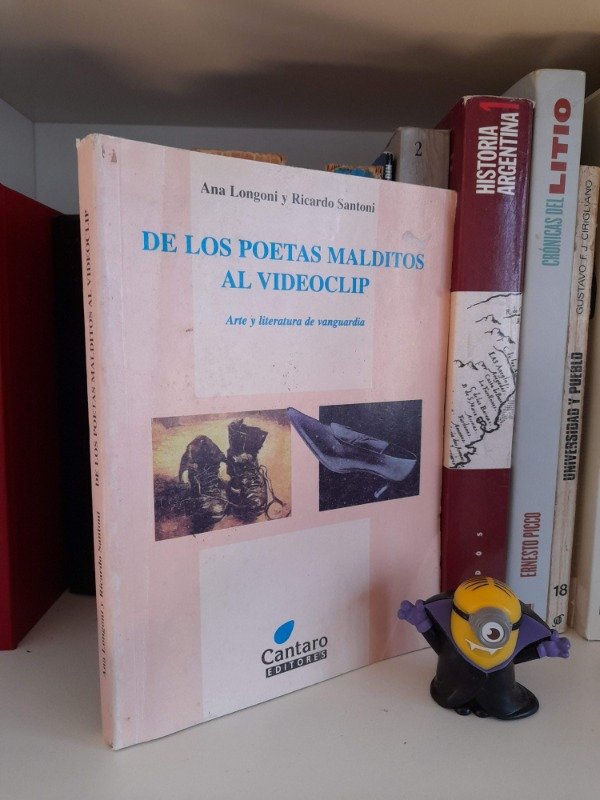 Ana Longoni y Ricardo Santoni
DE LOS POETAS MALDITOS
AL VIDEOCLIP
Arte y literatura de vanguardia
Cantaro
EDITORES
Ana Longoni y Ricardo Santoni DE LOS POETAS MALDITOS AL VIDEOCLIP
2
HISTORIA
ARGENTINA 1
CRÓNICAS DEL LITIO
ERNESTO PICCO
GUSTAVO F. J. CIRIGLIANO
UNIVERSIDAD Y PUEBLO
18